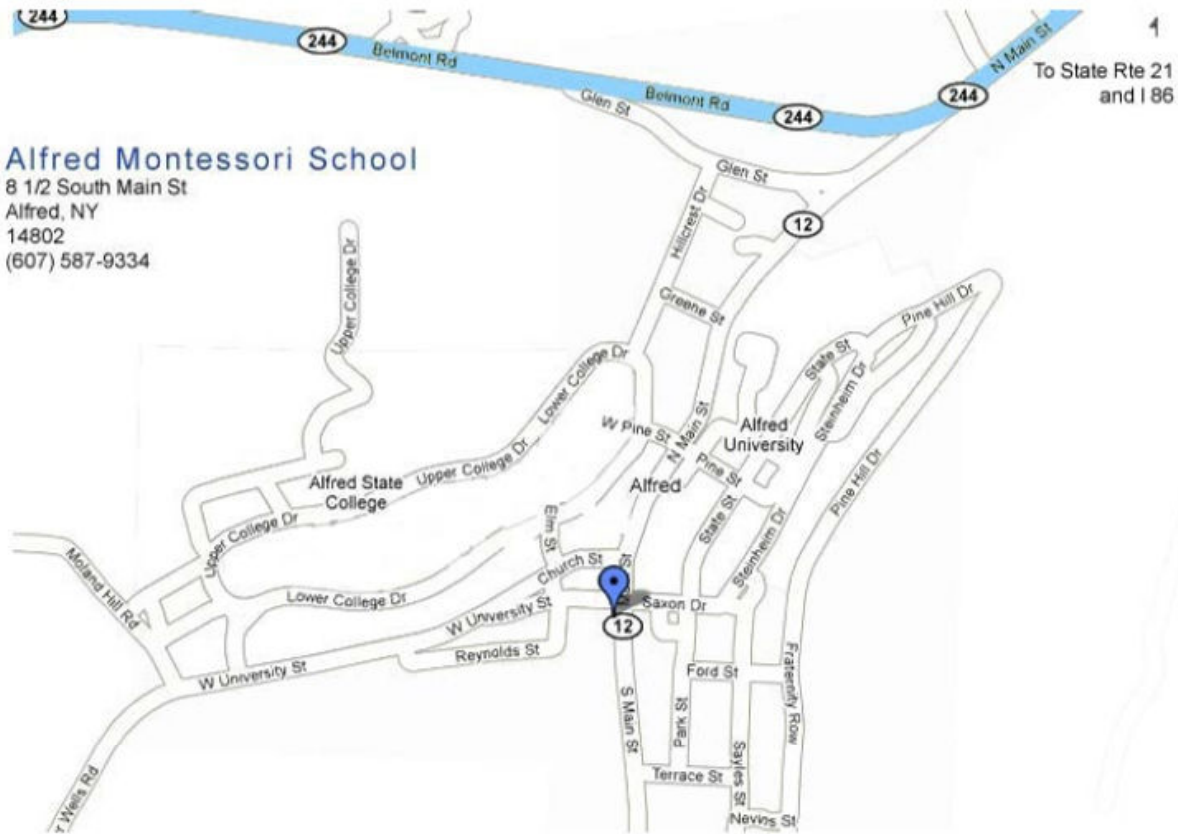 244
244
Belmont Rd
N Main St
To State Rte 21
and I 86
Belmont Rd
244
244
Glen St
Alfred Montessori School
8 1/2 South Main St
Alfred, NY
14802
(607) 587-9334
Glen St
Hillcrest Dr
12
Upper College Dr
Greene St
Pine Hill Dr
State St
Lower College Dr
Steinheim Dr
W Pine St
N Main St
Alfred
University
Pine St
Upper College Dr
Alfred State
College
Alfred
Pine Hill Dr
State St
Upper College Dr
Elm St
Steinheim Dr
Moland Hill Rd
Church St
St
Lower College Dr
W University St
Saxon Dr
12
Reynolds St
W University St
Ford St
Fraternity Row
S Main St
Park St
Sayles St
Terrace St
Wells Rd
Nevins St